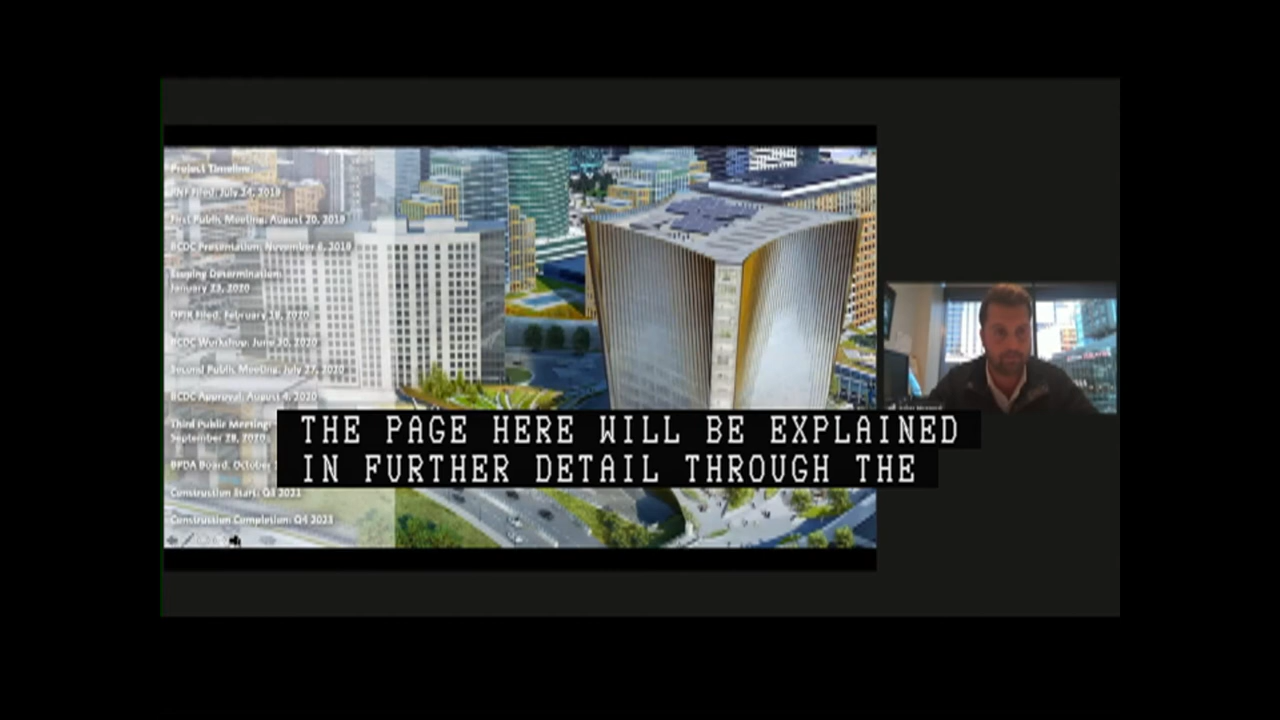 Project Timeline:
PNF Filed: July 24, 2019
First Public Meeting: August 20, 2019
BCDC Presentation: November 6, 2019
Scoping Determination:
January 23, 2020
DPIR Filed: February 18, 2020
BCDC Workshop: June 30, 2020
Second Public Meeting: July 27, 2020
BCDC Approval: August 4, 2020
Third Public Meeting:
September 28, 2020
BPDA Board: October
Construction Start: Q3 2021
Construction Completion: Q4 2023
THE PAGE HERE WILL BE EXPLAINED
IN FURTHER DETAIL THROUGH THE